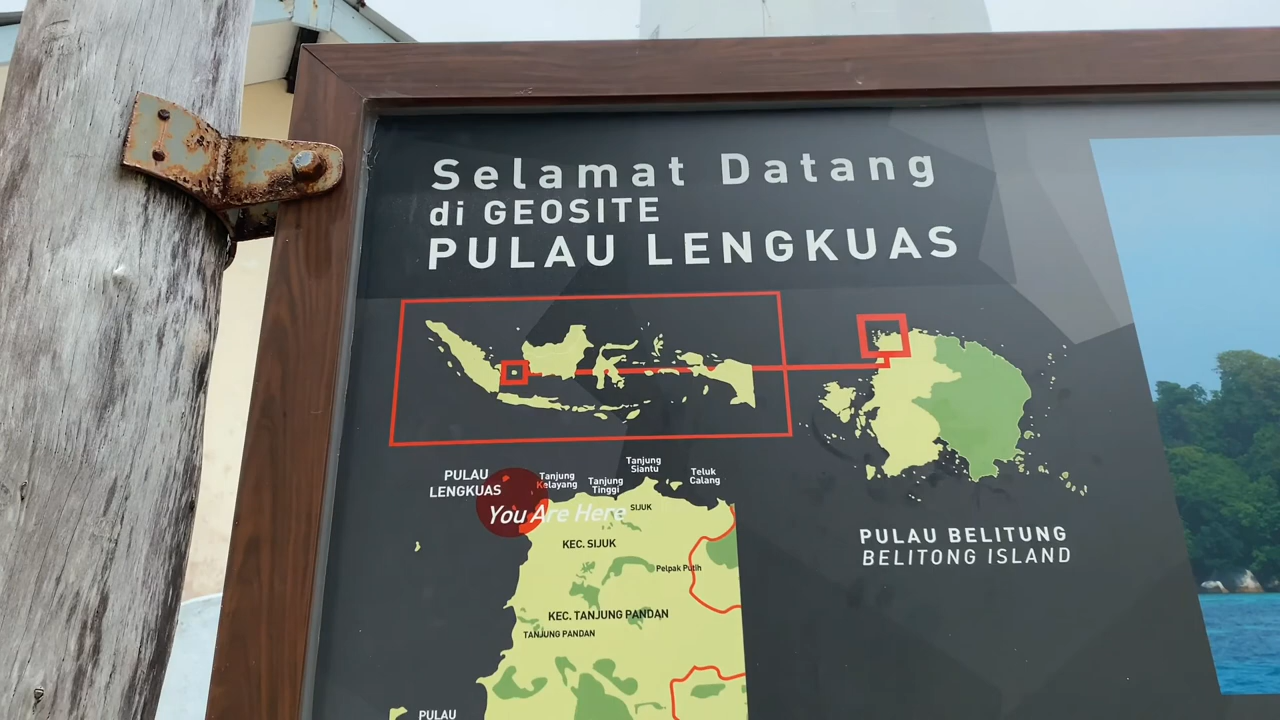 Selamat Datang
di GEOSITE
PULAU LENGKUAS
PULAU
LENGKUAS
Tanjung
Kelayang
Tanjung
Tinggi
Tanjung
Siantu
Teluk
Calang
You Are Here
SIJUK
KEC. SIJUK
Pelpak Putih
KEC. TANJUNG PANDAN
TANJUNG PANDAN
PULAU
PULAU BELITUNG
BELITONG ISLAND